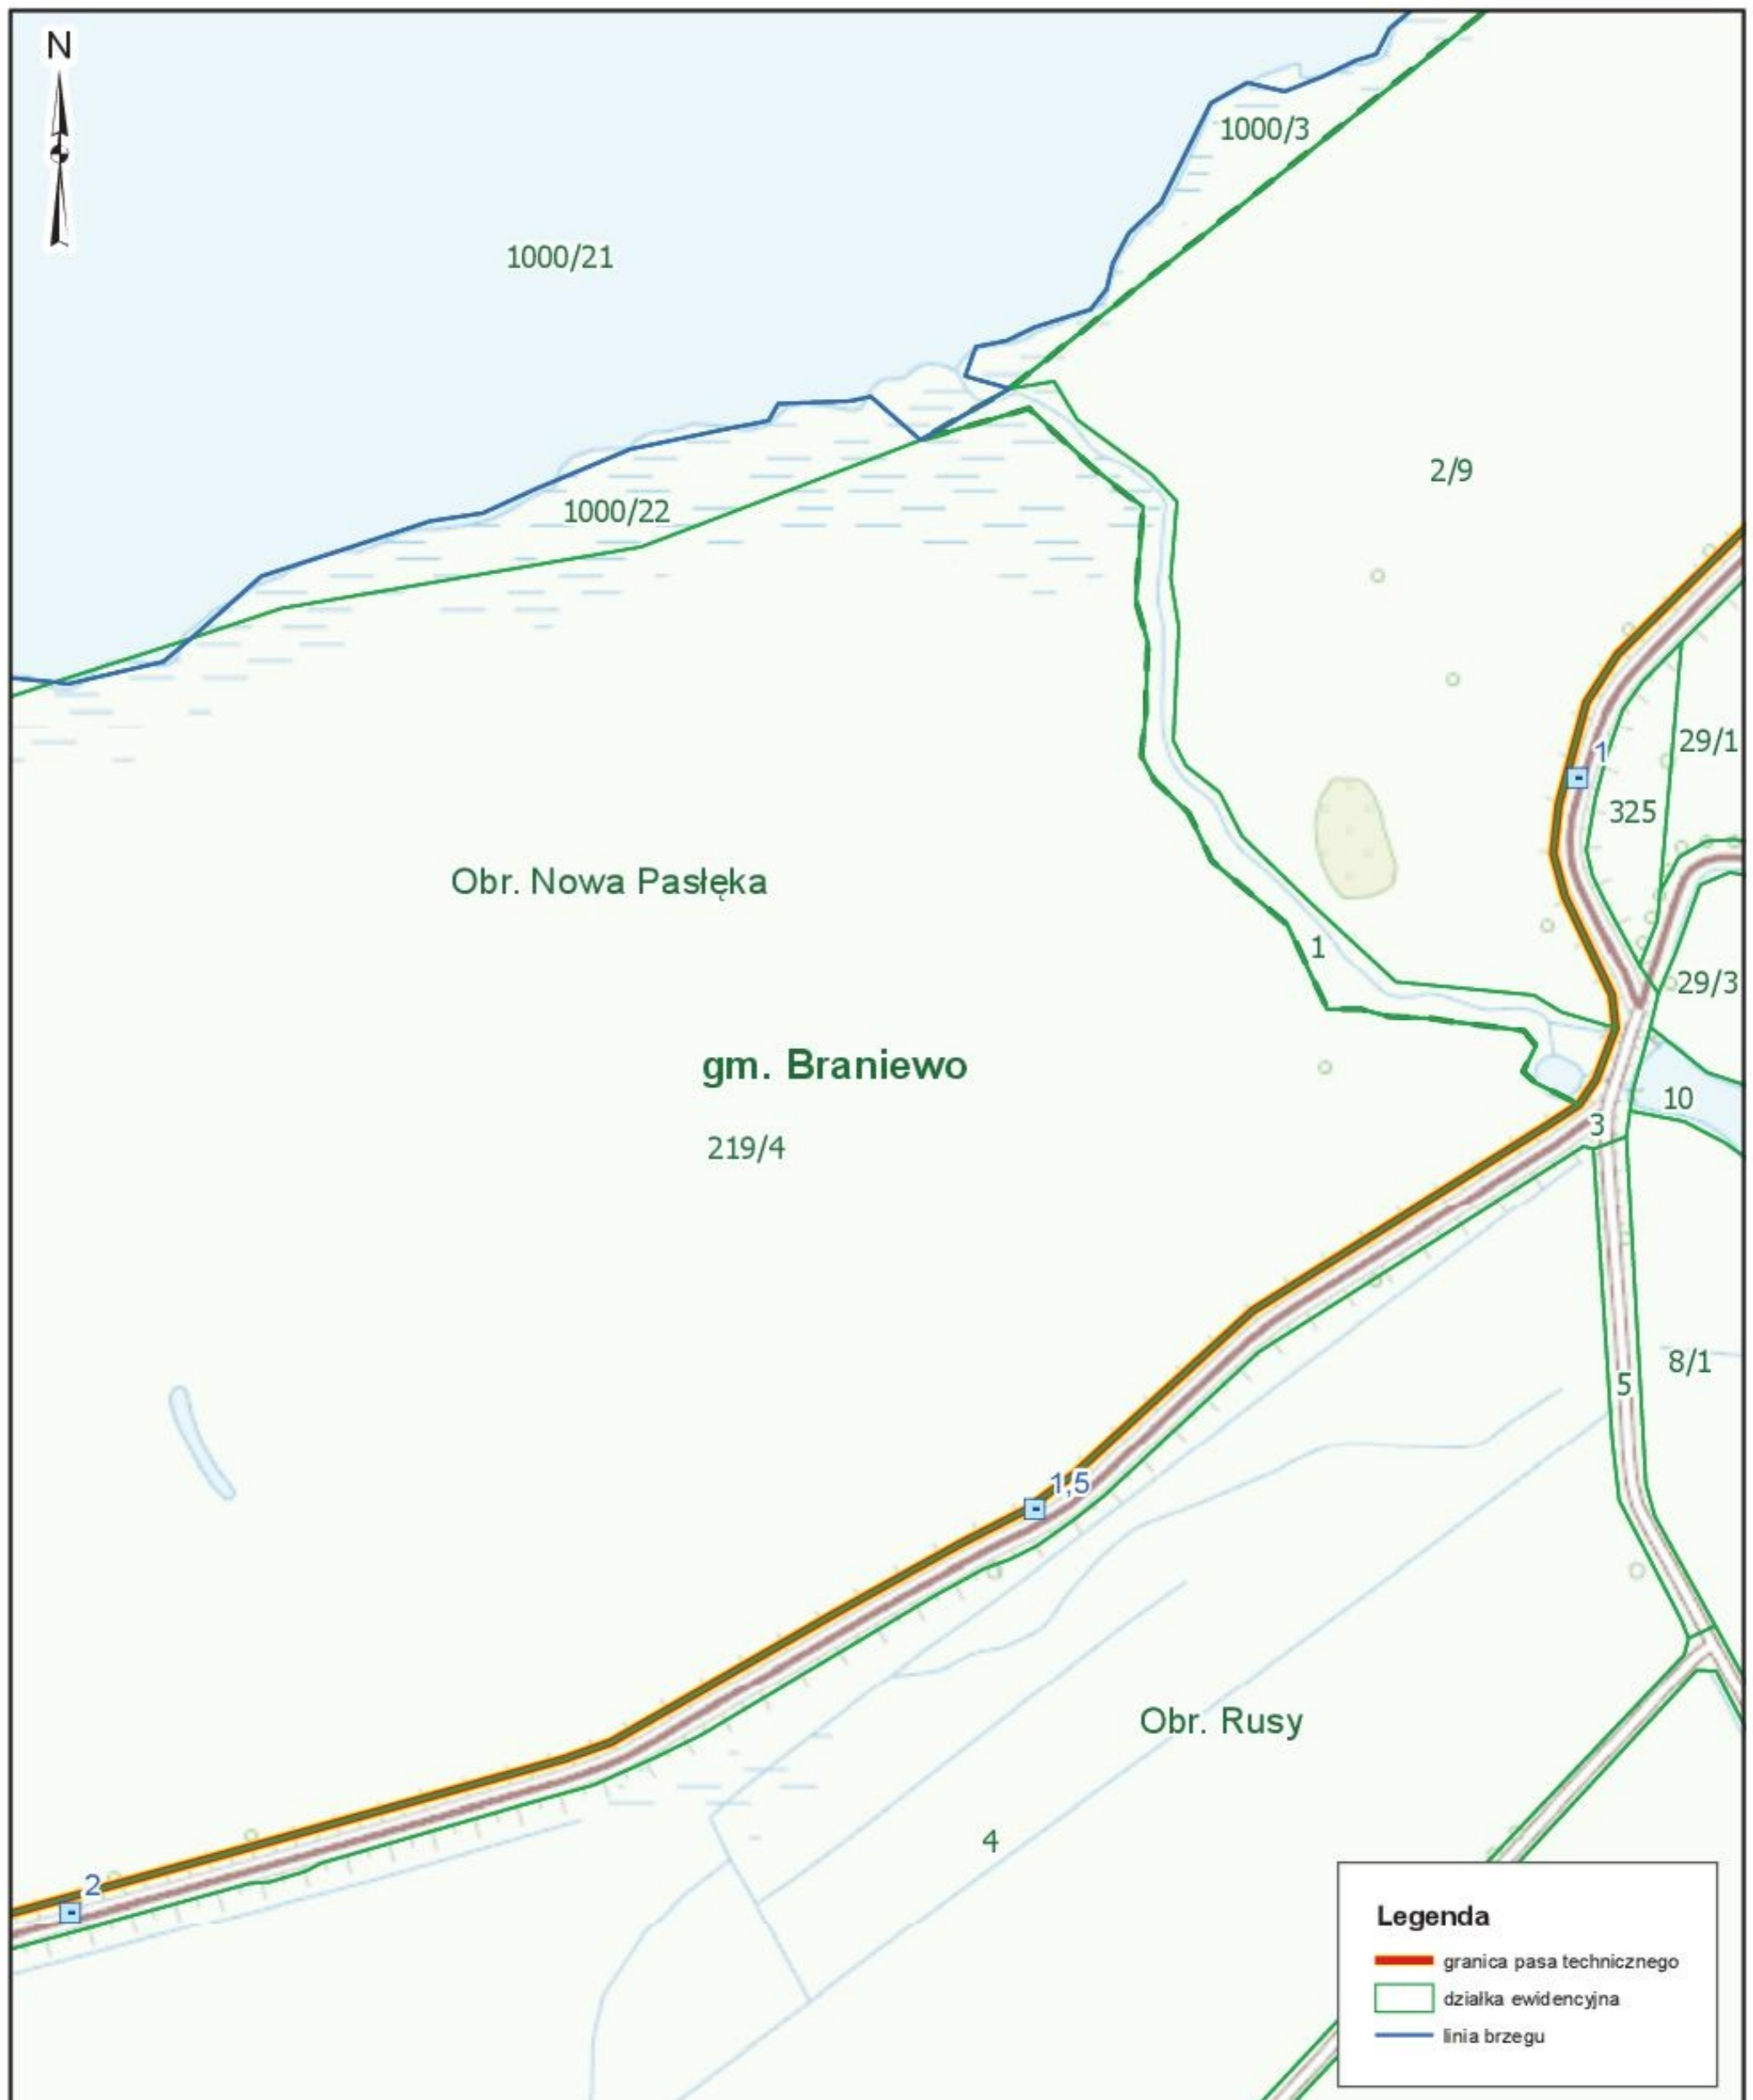 N
1000/3
1000/21
2/9
1000/22
29/1
1
325
Obr. Nowa Pasłęka
1
29/3
gm. Braniewo
10
3
219/4
8/1
5
1,5
Obr. Rusy
4
2
Legenda
granica pasa technicznego
działka ewidencyjna
linia brzegu